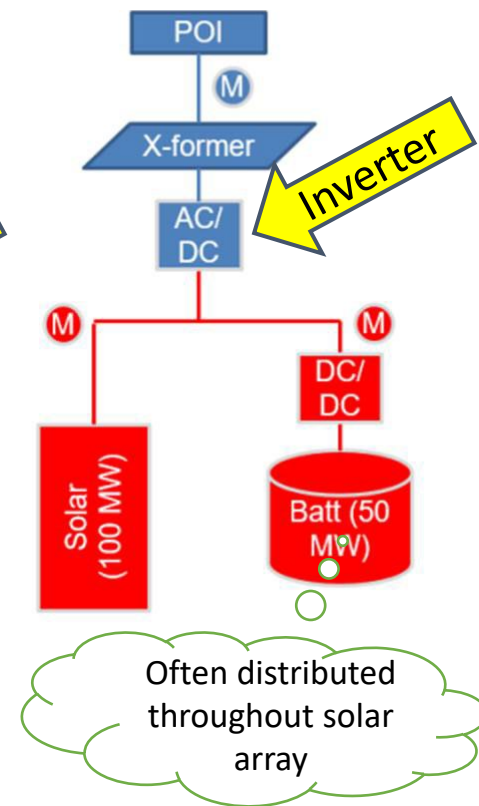 POI
M
X-former
Inverter
AC/
DC
M
M
DC/
DC
Solar
(100 MW)
Batt (50
MW)
Often distributed
throughout solar
array